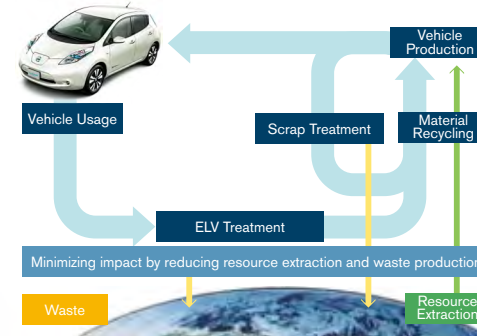 Vehicle
Production
Vehicle Usage
Scrap Treatment
Material
Recycling
ELV Treatment
Minimizing impact by reducing resource extraction and waste production
Waste
Resource
Extraction